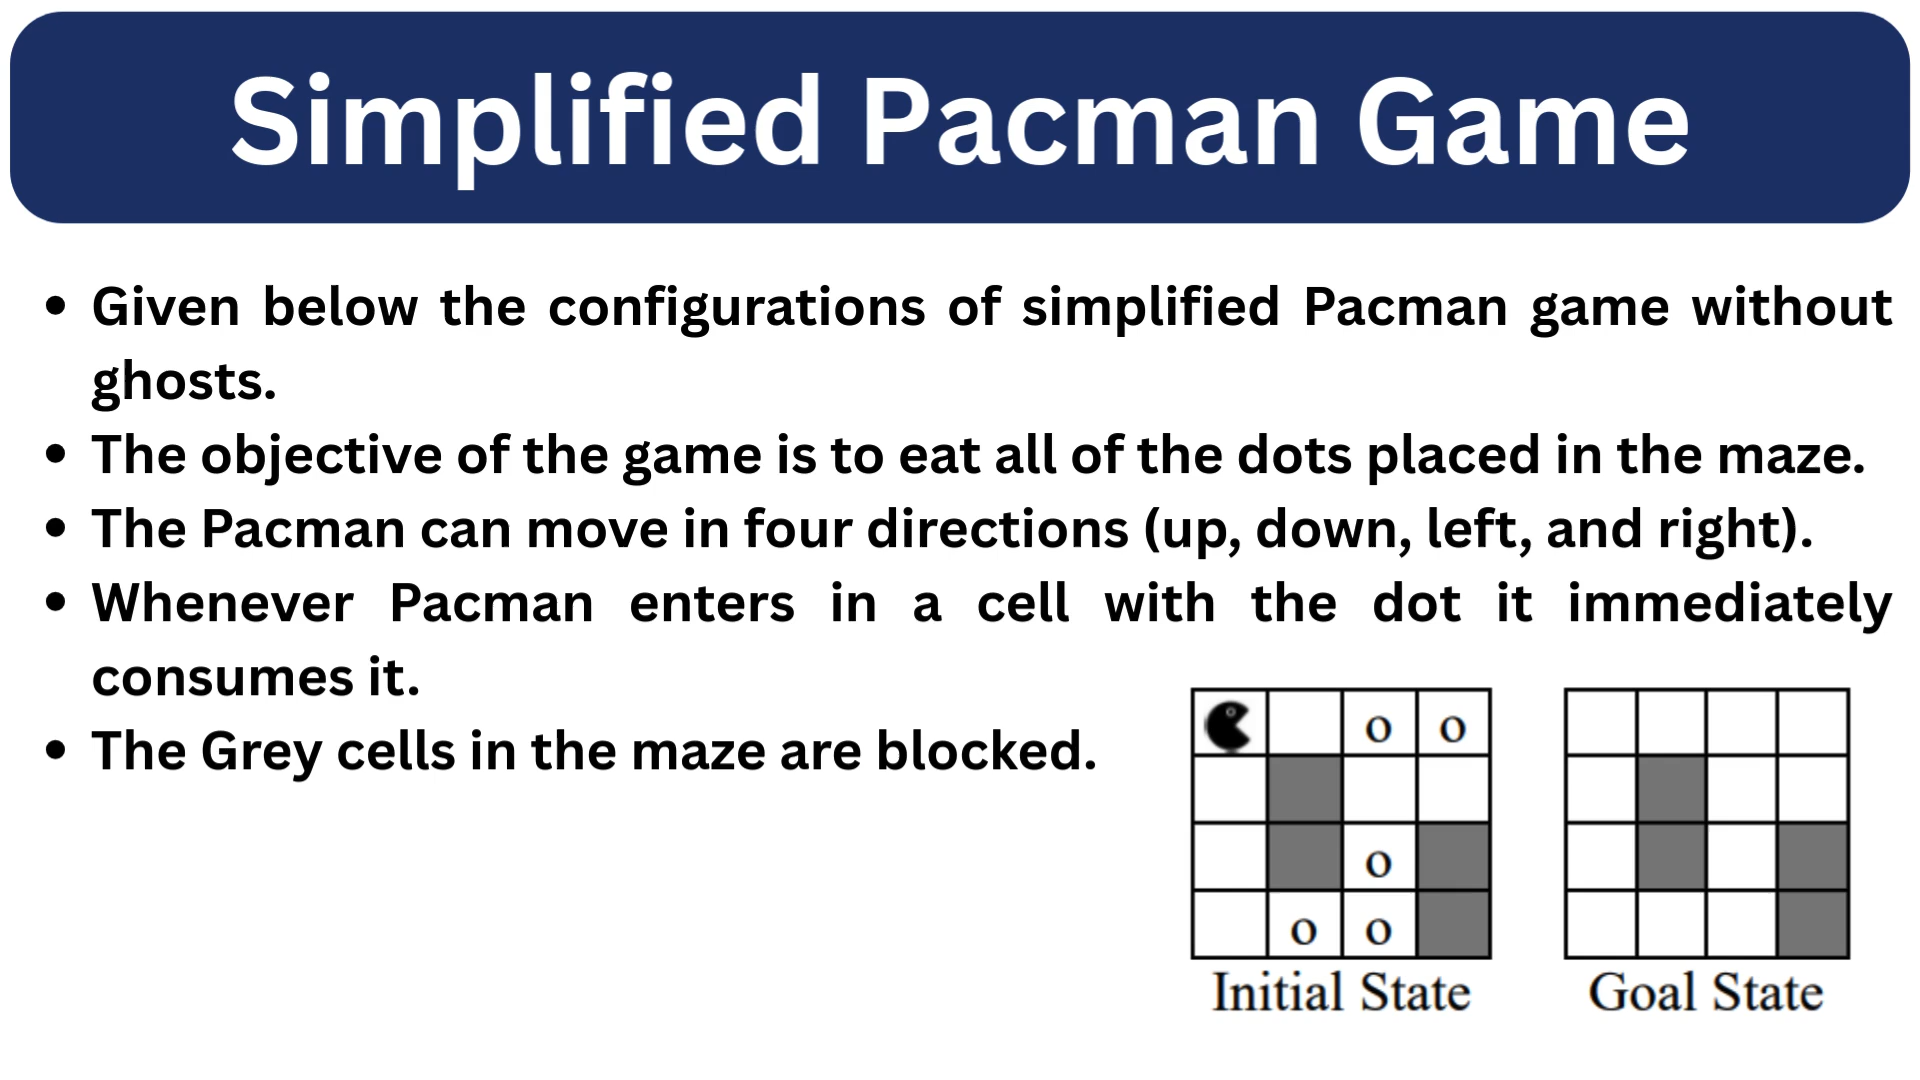 Simplified Pacman Game
• Given below the configurations of simplified Pacman game without
ghosts.
• The objective of the game is to eat all of the dots placed in the maze.
• The Pacman can move in four directions (up, down, left, and right).
• Whenever Pacman enters in a cell with the dot it immediately
consumes it.
• The Grey cells in the maze are blocked.
o o
o
o o
Initial State
Goal State